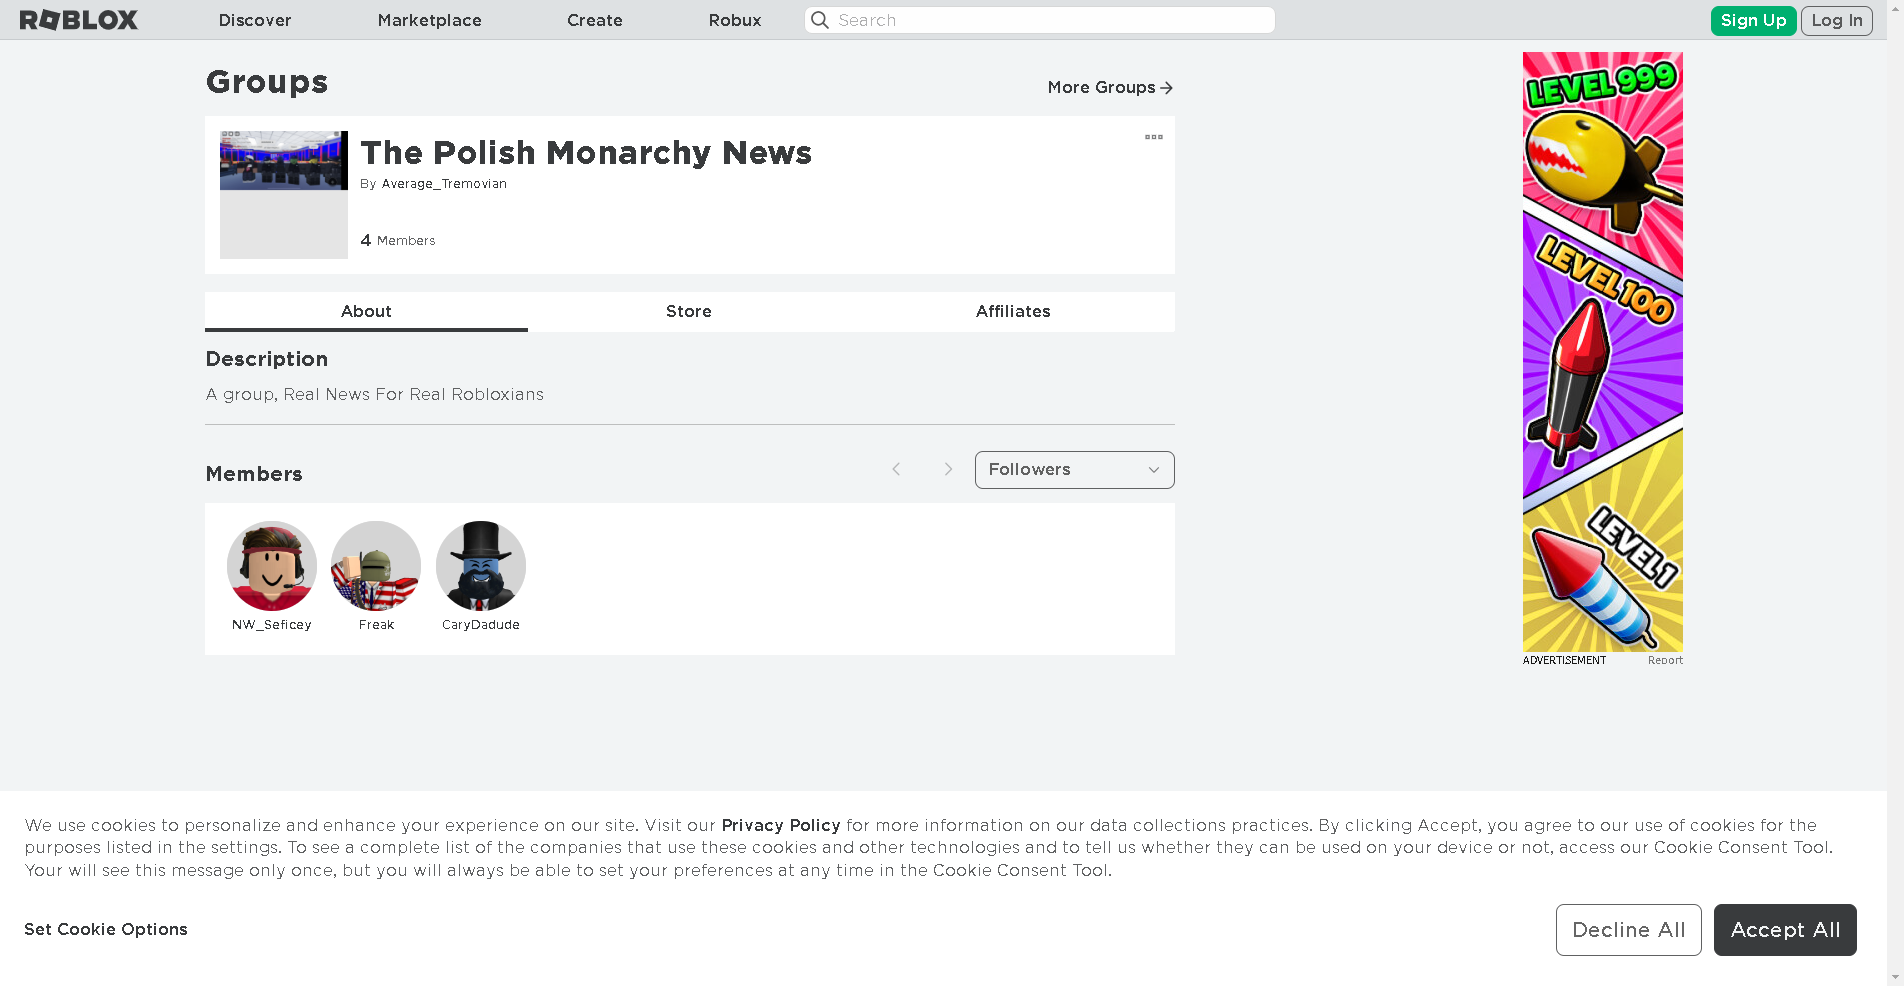 ROBLOX
Discover
Marketplace
Create
Robux
Search
Sign Up
Log In
Groups
More Groups
The Polish Monarchy News
By Average_Tremovian
4 Members
About
Store
Affiliates
Description
A group, Real News For Real Robloxians
Members
Followers
NW_Seficey
Freak
CaryDadude
LEVEL 999
LEVEL 100
LEVEL 1
ADVERTISEMENT
Report
We use cookies to personalize and enhance your experience on our site. Visit our Privacy Policy for more information on our data collections practices. By clicking Accept, you agree to our use of cookies for the
purposes listed in the settings. To see a complete list of the companies that use these cookies and other technologies and to tell us whether they can be used on your device or not, access our Cookie Consent Tool.
Your will see this message only once, but you will always be able to set your preferences at any time in the Cookie Consent Tool.
Set Cookie Options
Decline All
Accept All